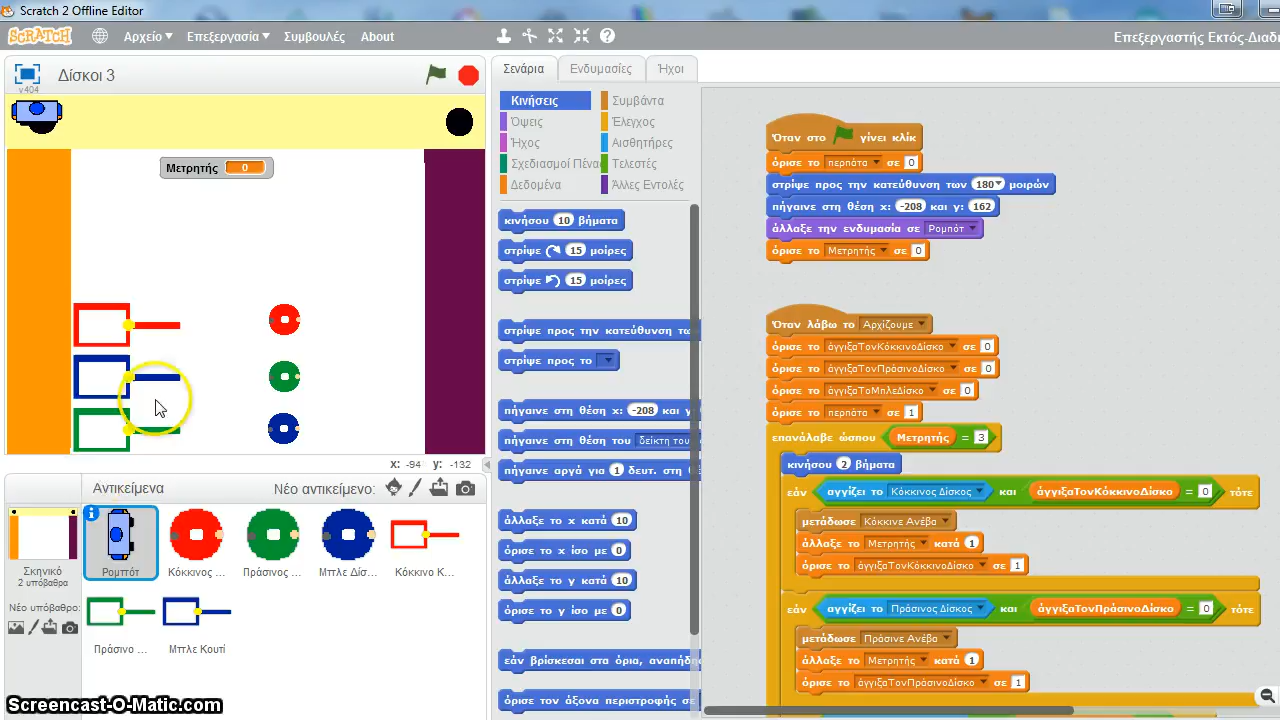 Scratch 2 Offline Editor
SCRATCH
Αρχείο
Επεξεργασία
Συμβουλές
About
Επεξεργαστής Εκτός-Διαδι
v404
Δίσκοι 3
Σενάρια
Ενδυμασίες
Ήχοι
Μετρητής 0
Κινήσεις
Συμβάντα
Όψεις
Έλεγχος
Ήχος
Αισθητήρες
Σχεδιασμοί Πένας
Τελεστές
Δεδομένα
Άλλες Εντολές
κινήσου 10 βήματα
στρίψε 15 μοίρες
στρίψε 15 μοίρες
στρίψε προς την κατεύθυνση τω
στρίψε προς το
πήγαινε στη θέση x: -208 και y
πήγαινε στη θέση του δείκτη του
πήγαινε αργά για 1 δευτ. στη θ
άλλαξε το x κατά 10
όρισε το x ίσο με 0
άλλαξε το y κατά 10
όρισε το y ίσο με 0
εάν βρίσκεσαι στα όρια, αναπήδη
όρισε τον άξονα περιστροφής σε
Όταν στο γίνει κλίκ
όρισε το περπάτα σε 0
στρίψε προς την κατεύθυνση των 180 μοιρών
πήγαινε στη θέση x: -208 και y: 162
άλλαξε την ενδυμασία σε Ρομπότ
όρισε το Μετρητής σε 0
Όταν λάβω το Αρχίζουμε
όρισε το άγγιξαΤονΚόκκινοΔίσκο σε 0
όρισε το άγγιξαΤονΠράσινοΔίσκο σε 0
όρισε το άγγιξαΤοΜπλεΔίσκο σε 0
όρισε το περπάτα σε 1
επανάλαβε ώσπου Μετρητής = 3
κινήσου 2 βήματα
εάν αγγίζει το Κόκκινος Δίσκος και άγγιξαΤονΚόκκινοΔίσκο = 0 τότε
μετάδωσε Κόκκινε Ανέβα
άλλαξε το Μετρητής κατά 1
όρισε το άγγιξαΤονΚόκκινοΔίσκο σε 1
εάν αγγίζει το Πράσινος Δίσκος και άγγιξαΤονΠράσινοΔίσκο = 0 τότε
μετάδωσε Πράσινε Ανέβα
άλλαξε το Μετρητής κατά 1
όρισε το άγγιξαΤονΠράσινοΔίσκο σε 1
x: -94 y: -132
Αντικείμενα
Νέο αντικείμενο:
Σκηνικό
2 υπόβαθρα
Νέο υπόβαθρο:
Ρομπότ
Κόκκινος ...
Πράσινος ...
Μπλε Δίσ...
Κόκκινο Κ...
Πράσινο ...
Μπλε Κουτί
Screencast-O-Matic.com